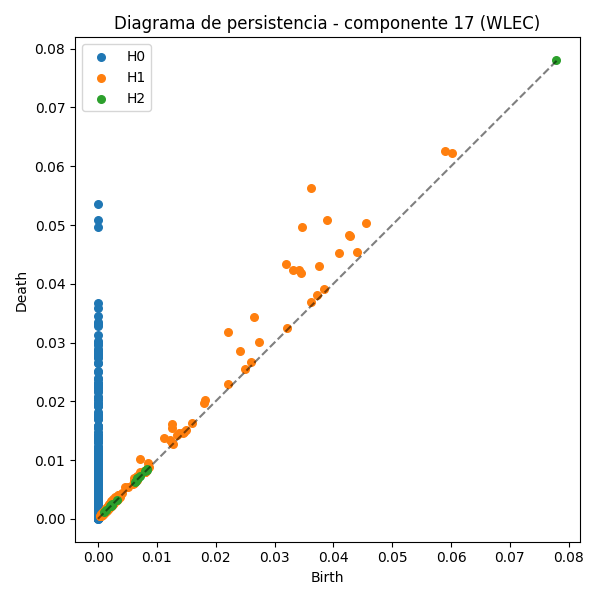 Diagrama de persistencia - componente 17 (WLEC)
H0
H1
H2
Death
0.08
0.07
0.06
0.05
0.04
0.03
0.02
0.01
0.00
0.00 0.01 0.02 0.03 0.04 0.05 0.06 0.07 0.08
Birth